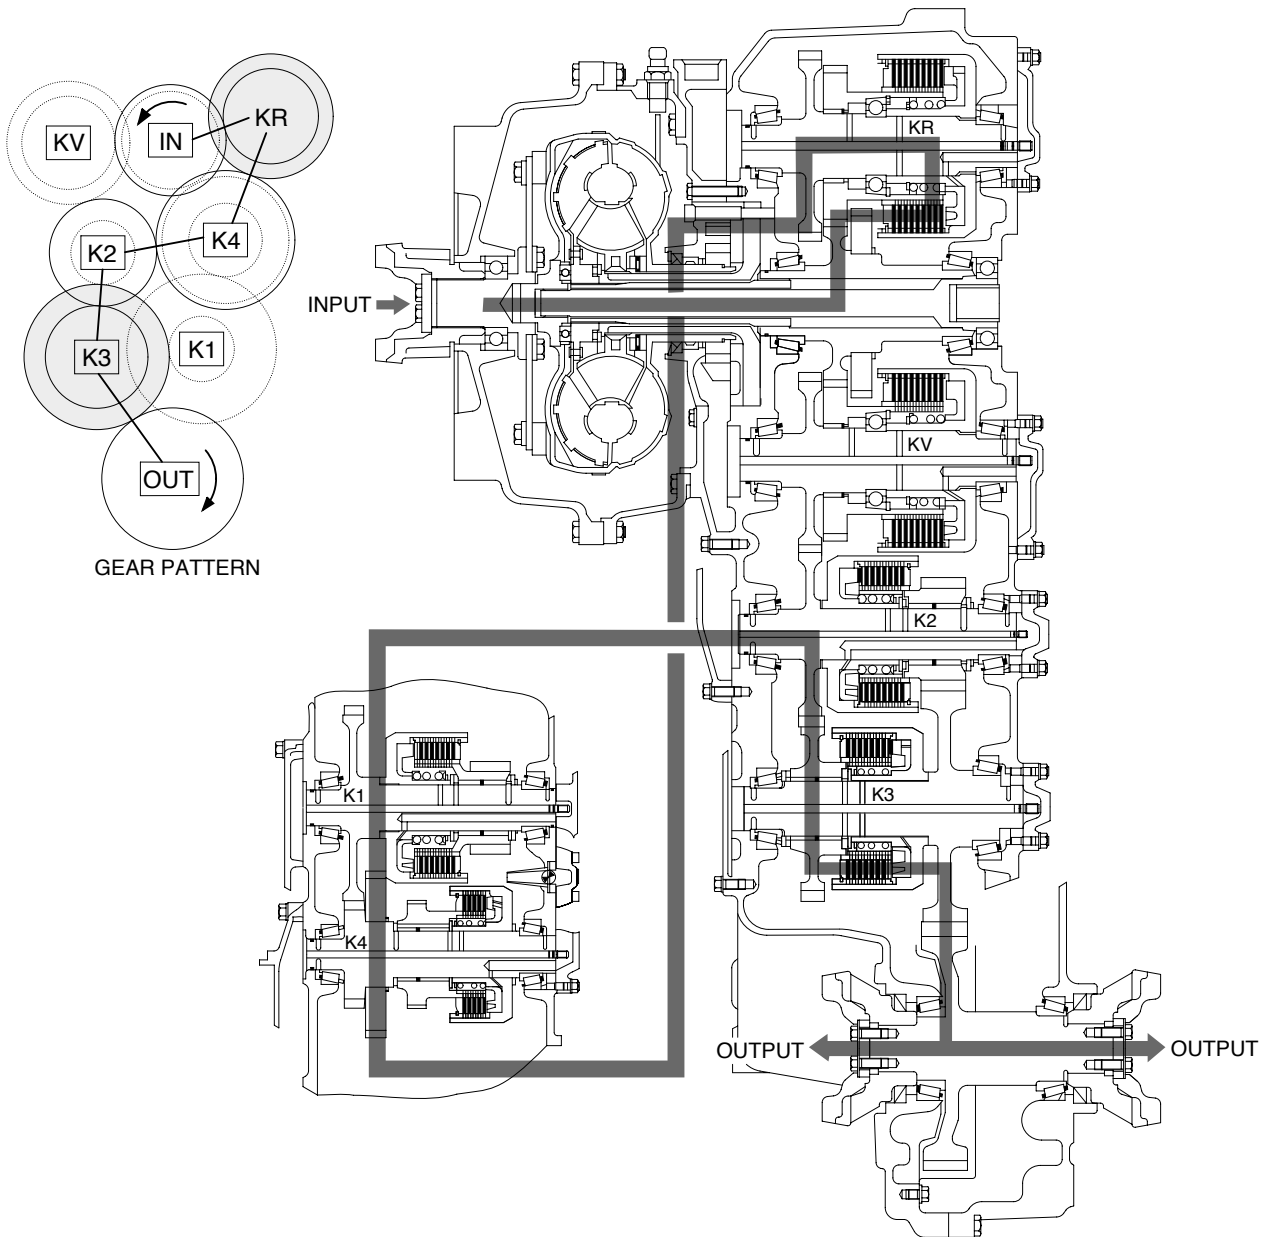 KV
IN
KR
K2
K4
K3
K1
OUT
GEAR PATTERN
INPUT
KR
KV
K2
K1
K3
K4
OUTPUT
OUTPUT